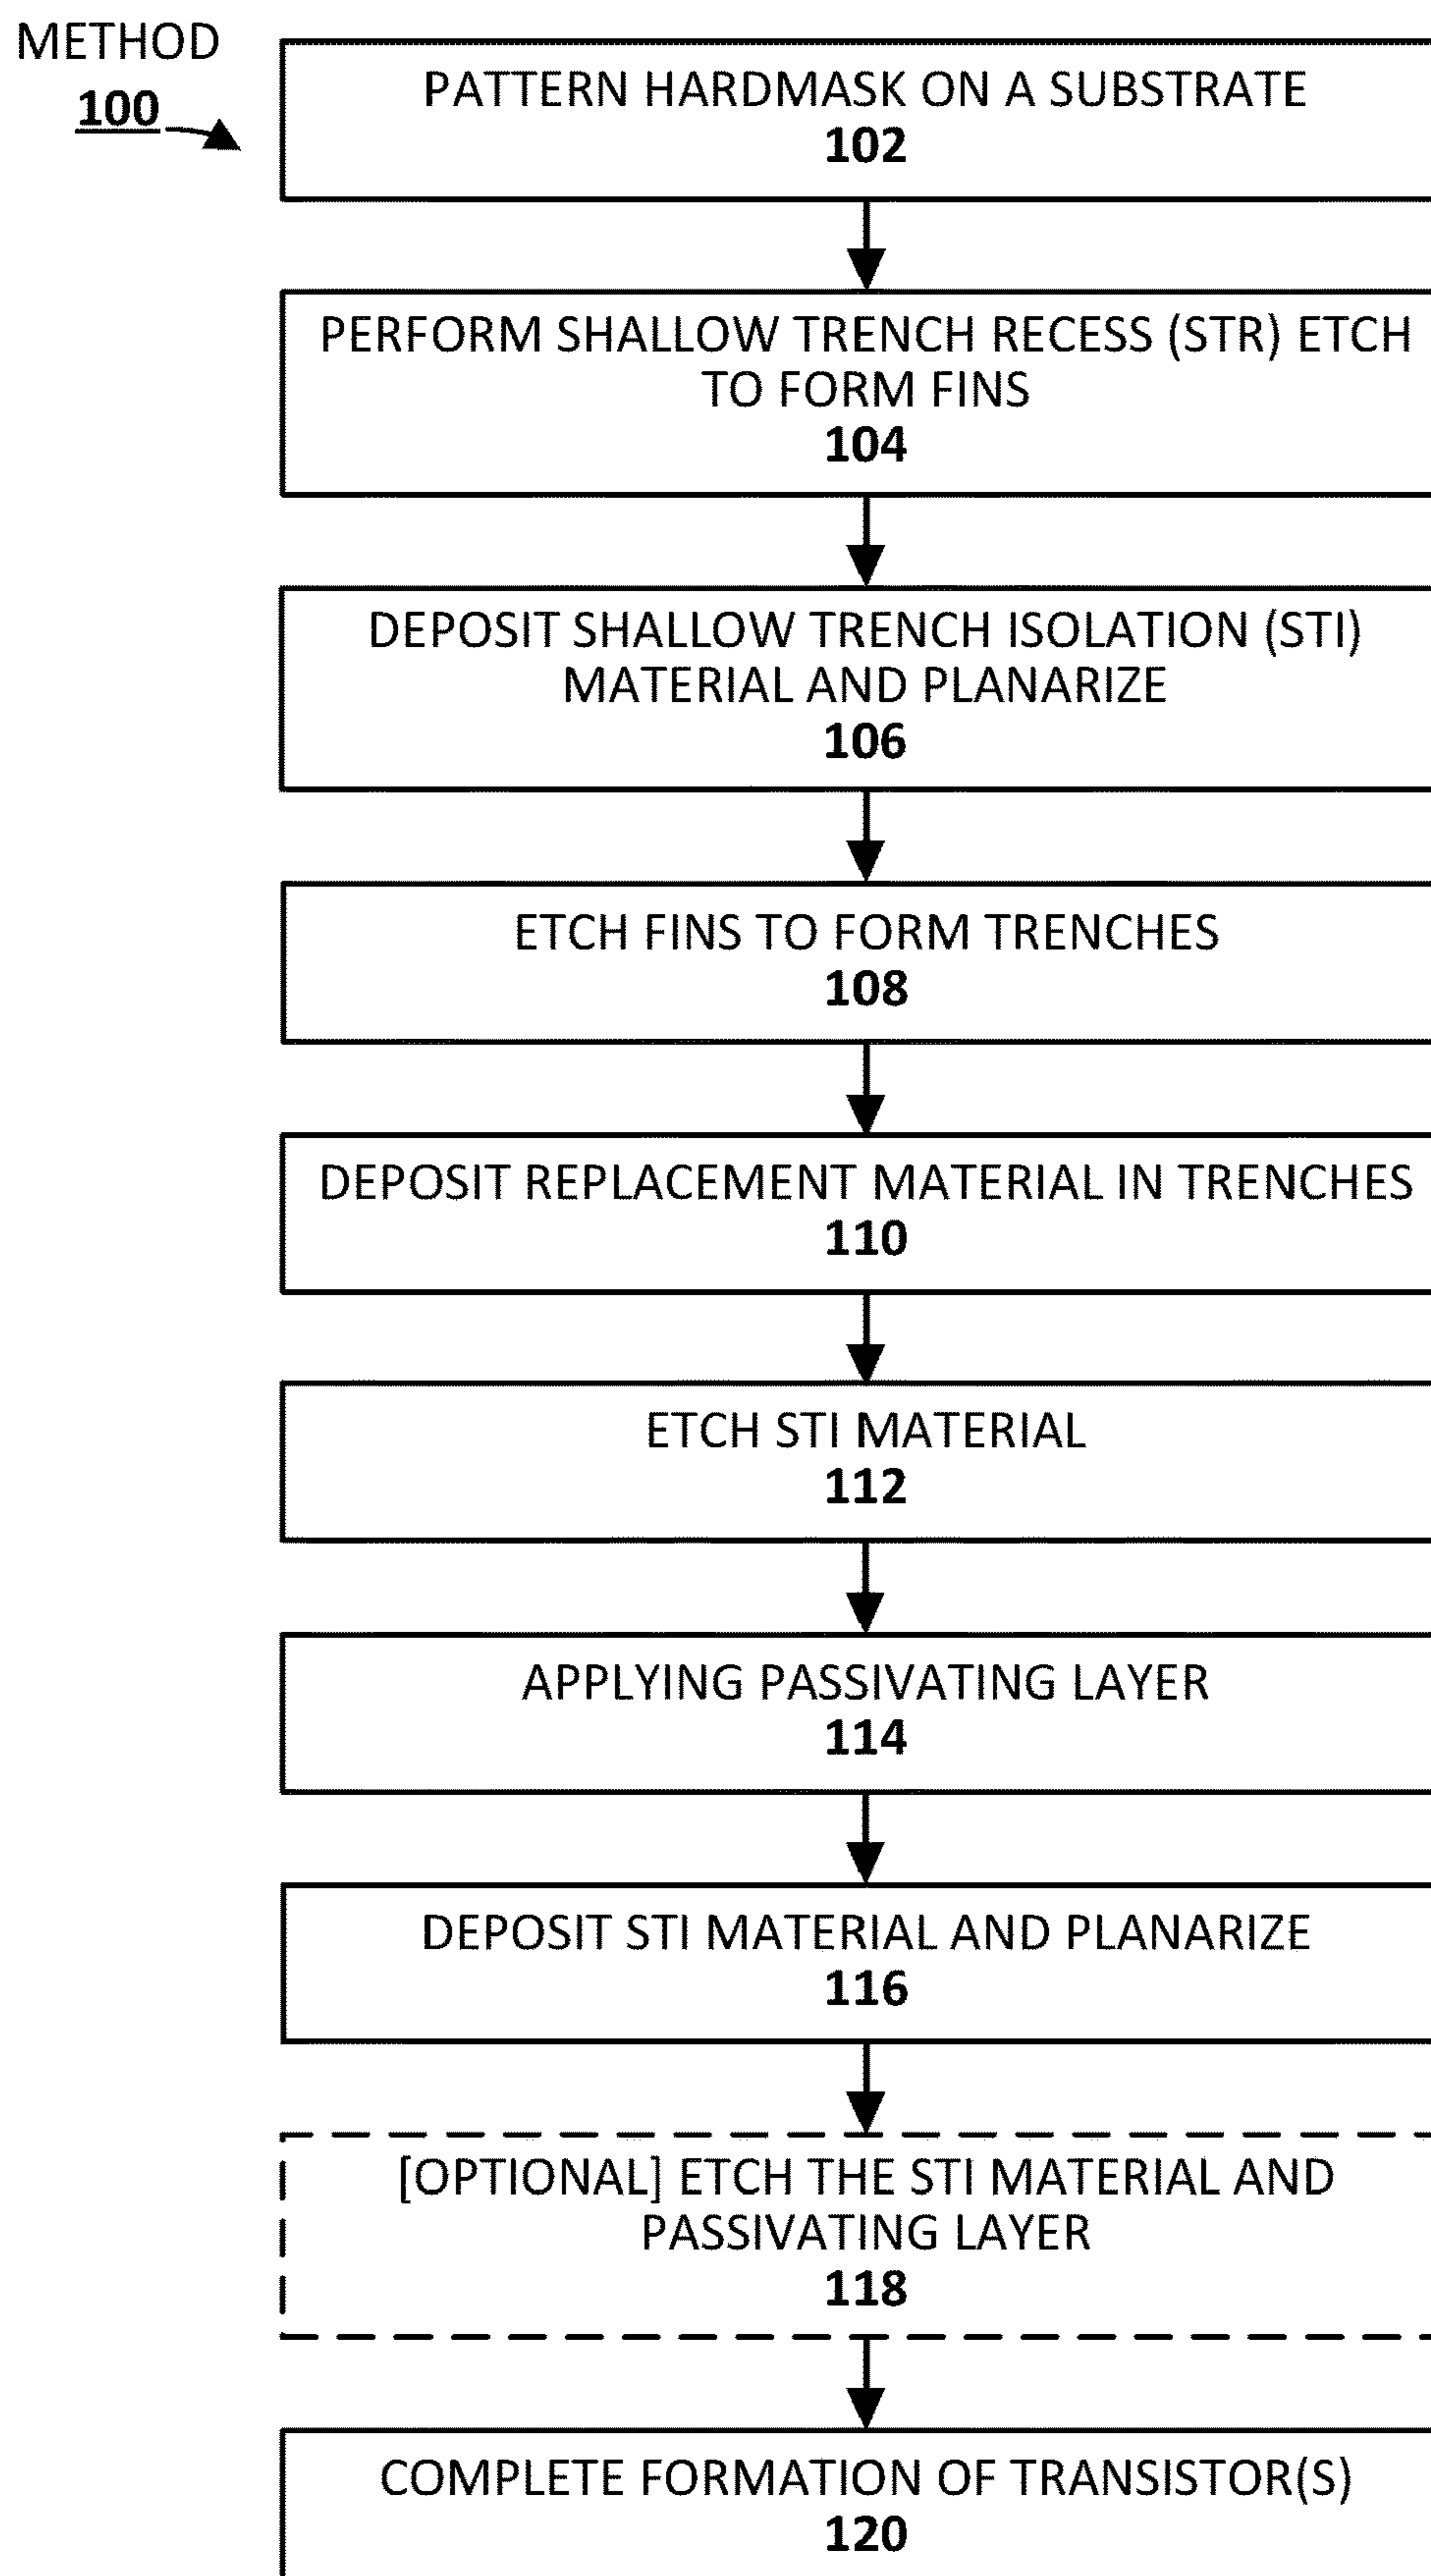 METHOD
100
PATTERN HARDMASK ON A SUBSTRATE
102
PERFORM SHALLOW TRENCH RECESS (STR) ETCH
TO FORM FINS
104
DEPOSIT SHALLOW TRENCH ISOLATION (STI)
MATERIAL AND PLANARIZE
106
ETCH FINS TO FORM TRENCHES
108
DEPOSIT REPLACEMENT MATERIAL IN TRENCHES
110
ETCH STI MATERIAL
112
APPLYING PASSIVATING LAYER
114
DEPOSIT STI MATERIAL AND PLANARIZE
116
[OPTIONAL] ETCH THE STI MATERIAL AND
PASSIVATING LAYER
118
COMPLETE FORMATION OF TRANSISTOR(S)
120